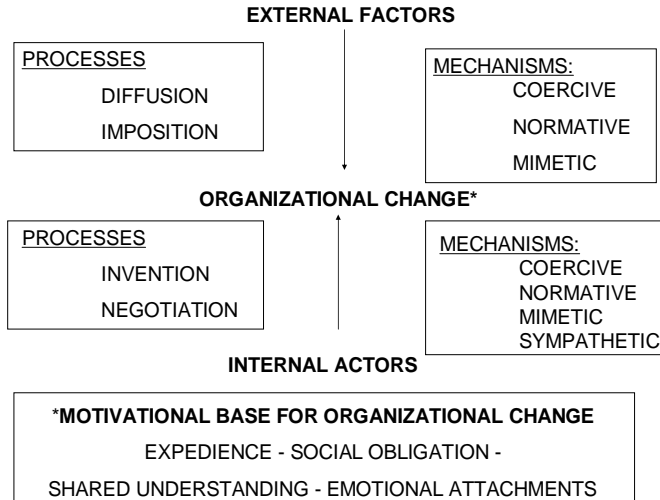 EXTERNAL FACTORS
PROCESSES
DIFFUSION
IMPOSITION
MECHANISMS:
COERCIVE
NORMATIVE
MIMETIC
ORGANIZATIONAL CHANGE*
PROCESSES
INVENTION
NEGOTIATION
MECHANISMS:
COERCIVE
NORMATIVE
MIMETIC
SYMPATHETIC
INTERNAL ACTORS
*MOTIVATIONAL BASE FOR ORGANIZATIONAL CHANGE
EXPEDIENCE - SOCIAL OBLIGATION -
SHARED UNDERSTANDING - EMOTIONAL ATTACHMENTS